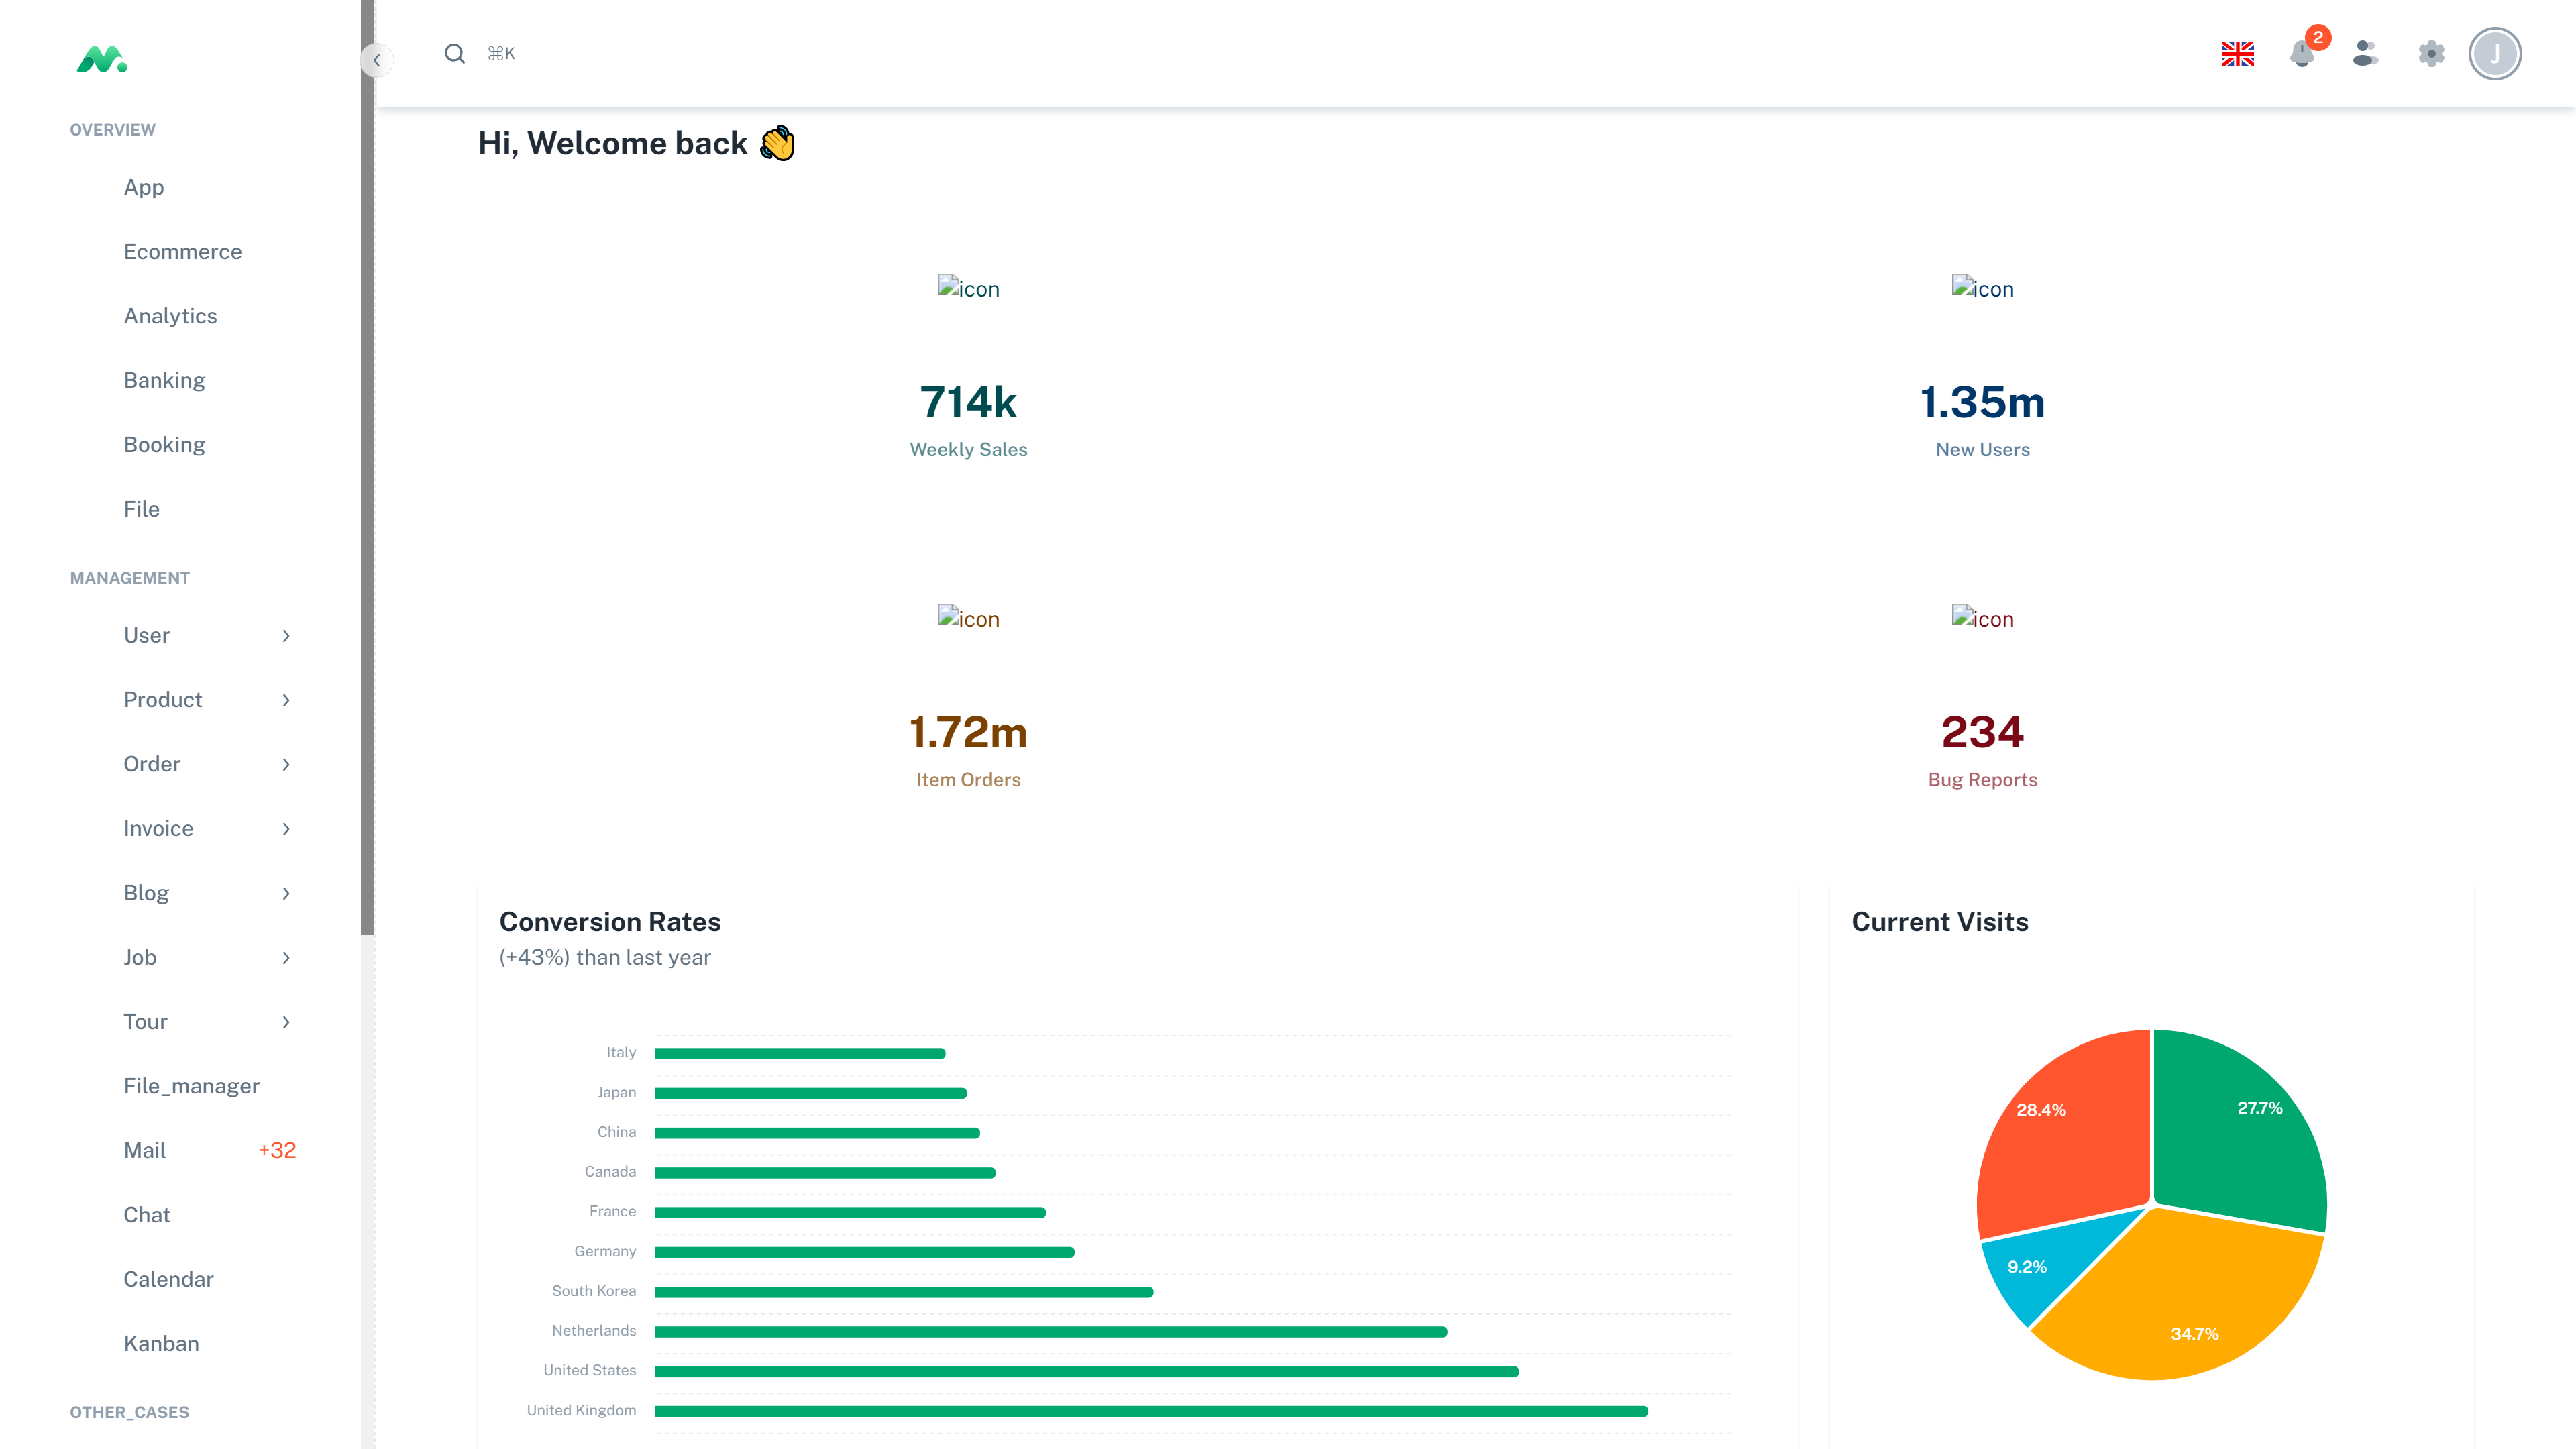 ⌘K
2
J
OVERVIEW
App
Ecommerce
Analytics
Banking
Booking
File
MANAGEMENT
User
Product
Order
Invoice
Blog
Job
Tour
File_manager
Mail +32
Chat
Calendar
Kanban
OTHER_CASES
Hi, Welcome back 👋
icon
714k
Weekly Sales
icon
1.35m
New Users
icon
1.72m
Item Orders
icon
234
Bug Reports
Conversion Rates
(+43%) than last year
Italy
Japan
China
Canada
France
Germany
South Korea
Netherlands
United States
United Kingdom
Current Visits
28.4%
27.7%
9.2%
34.7%